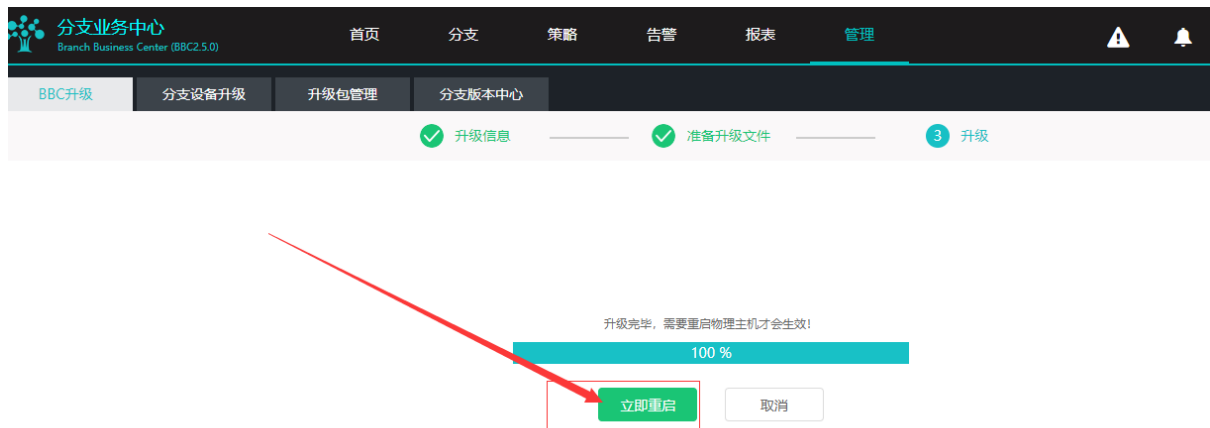 分支业务中心
Branch Business Center (BBC2.5.0)
首页 分支 策略 告警 报表 管理
BBC升级 分支设备升级 升级包管理 分支版本中心
升级信息 准备升级文件 3 升级
升级完毕，需要重启物理主机才会生效!
100 %
立即重启 取消